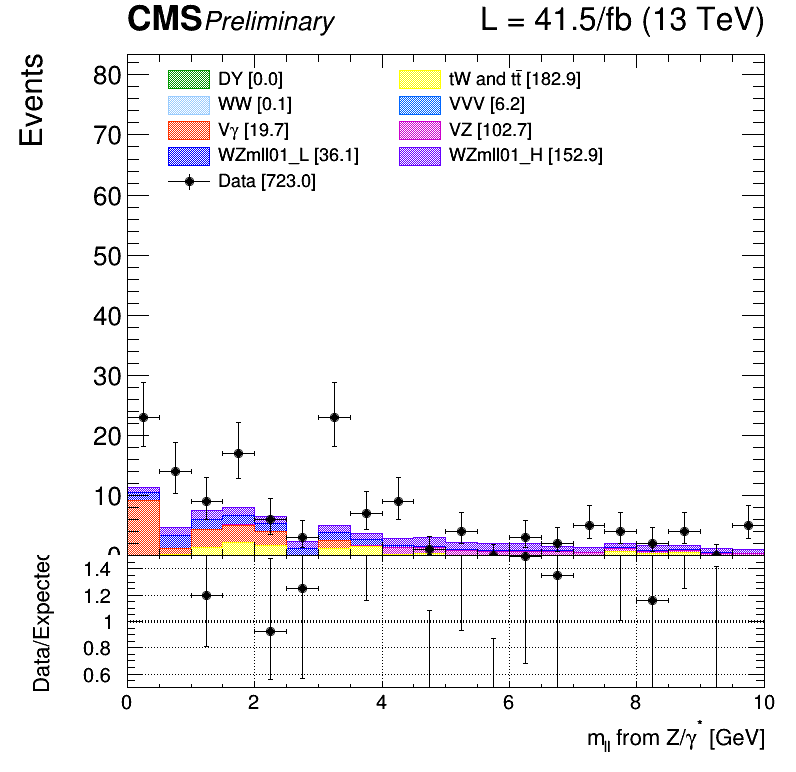 CMS Preliminary L = 41.5/fb (13 TeV)
Events
80
70
60
50
40
30
20
10
0
DY [0.0]
tW and tt̄ [182.9]
WW [0.1]
VVV [6.2]
Vγ [19.7]
VZ [102.7]
WZmll01_L [36.1]
WZmll01_H [152.9]
Data [723.0]
Data/Expected
1.4
1.2
1
0.8
0.6
0 2 4 6 8 10
m_ll from Z/γ* [GeV]